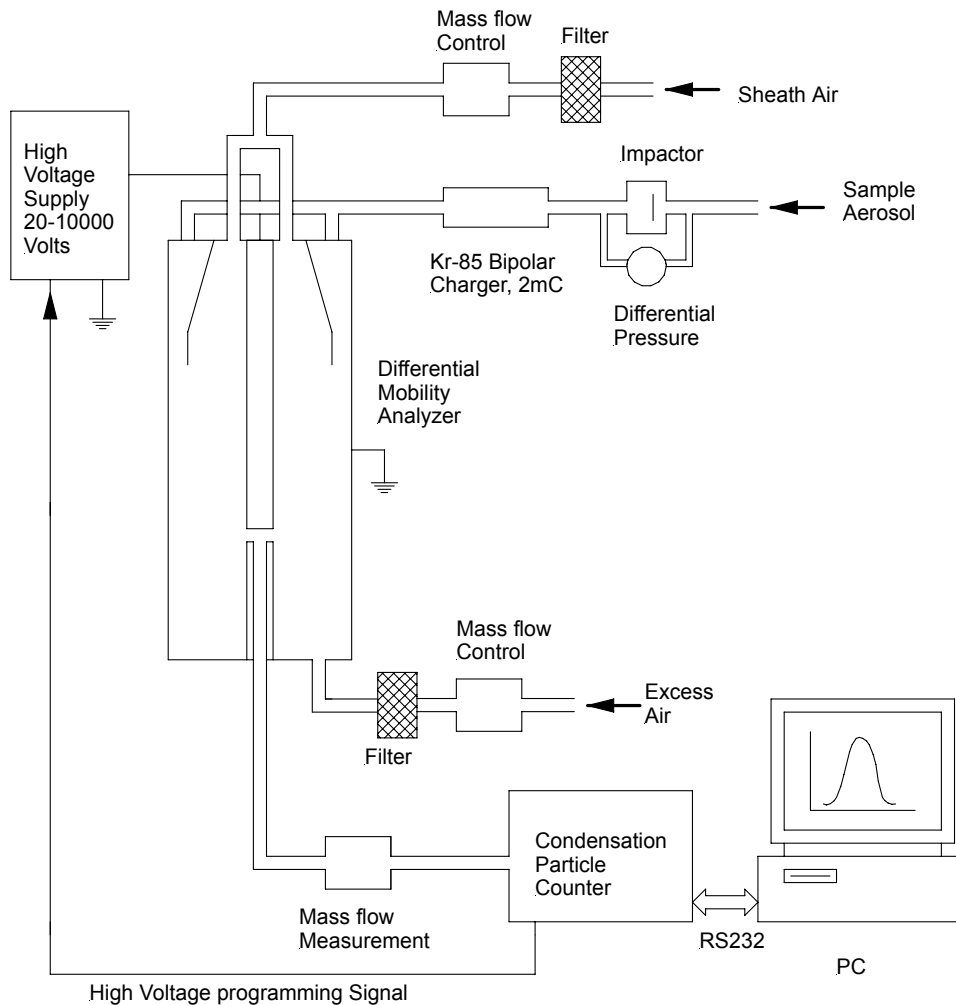 Mass flow
Control
Filter
Sheath Air
High
Voltage
Supply
20-10000
Volts
Impactor
Sample
Aerosol
Kr-85 Bipolar
Charger, 2mC
Differential
Pressure
Differential
Mobility
Analyzer
Mass flow
Control
Excess
Air
Filter
Condensation
Particle
Counter
Mass flow
Measurement
RS232
PC
High Voltage programming Signal